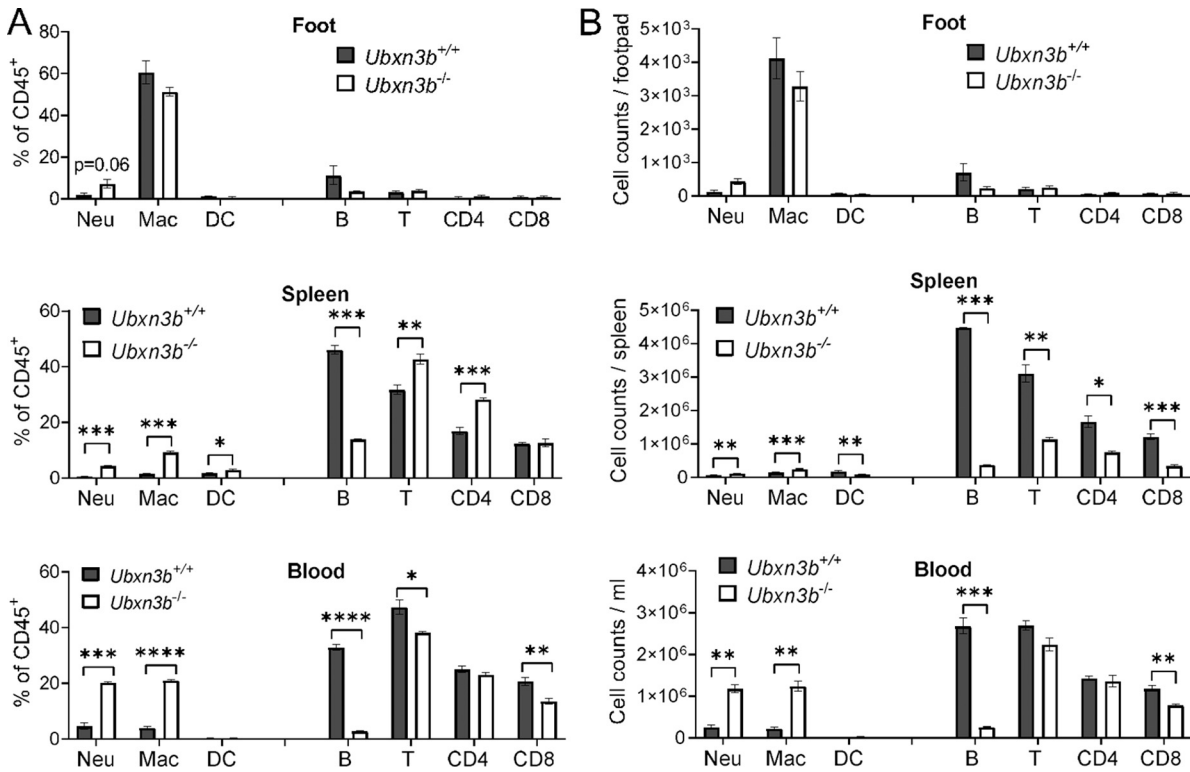 A
Foot
Ubxn3b+/+
Ubxn3b-/-
% of CD45+
80
60
40
20
0
p=0.06
Neu Mac DC B T CD4 CD8
B
Foot
Ubxn3b+/+
Ubxn3b-/-
Cell counts / footpad
5×10³
4×10³
3×10³
2×10³
1×10³
0
Neu Mac DC B T CD4 CD8
Spleen
Ubxn3b+/+
Ubxn3b-/-
% of CD45+
60
40
20
0
*** *** * *** ** ***
Neu Mac DC B T CD4 CD8
Spleen
Ubxn3b+/+
Ubxn3b-/-
Cell counts / spleen
5×10⁶
4×10⁶
3×10⁶
2×10⁶
1×10⁶
0
** *** ** *** ** * ***
Neu Mac DC B T CD4 CD8
Blood
Ubxn3b+/+
Ubxn3b-/-
% of CD45+
60
40
20
0
*** **** **** * **
Neu Mac DC B T CD4 CD8
Blood
Ubxn3b+/+
Ubxn3b-/-
Cell counts / ml
4×10⁶
3×10⁶
2×10⁶
1×10⁶
0
** ** *** **
Neu Mac DC B T CD4 CD8